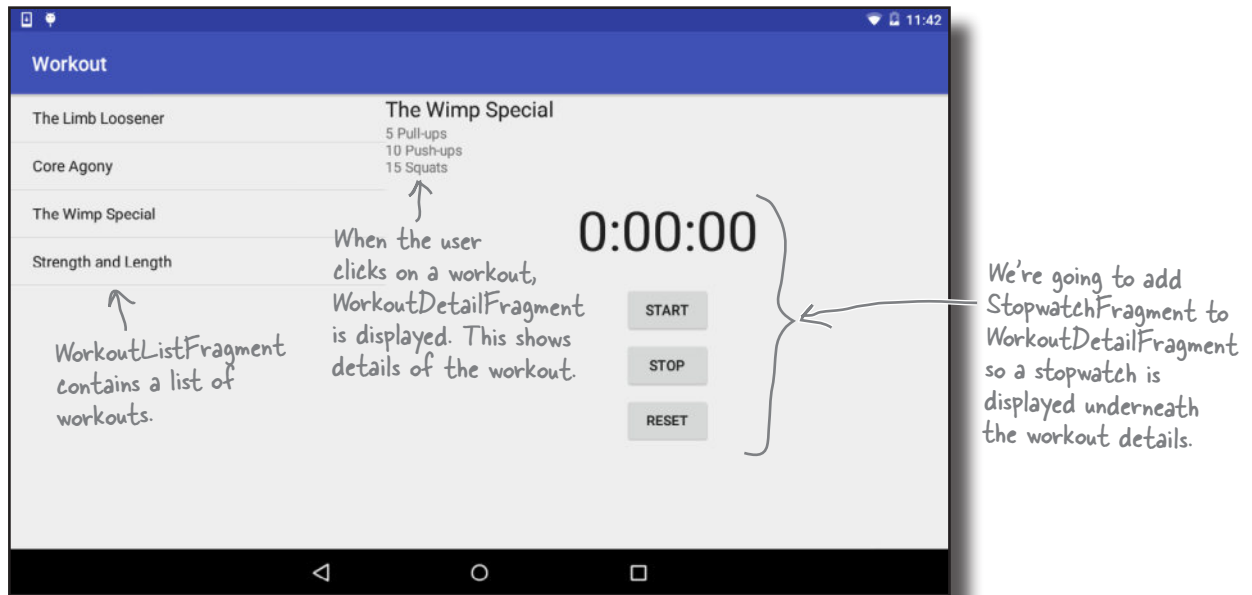 11:42
Workout
The Limb Loosener
Core Agony
The Wimp Special
Strength and Length
The Wimp Special
5 Pull-ups
10 Push-ups
15 Squats
0:00:00
START
STOP
RESET
WorkoutListFragment
contains a list of
workouts.
When the user
clicks on a workout,
WorkoutDetailFragment
is displayed. This shows
details of the workout.
We're going to add
StopwatchFragment to
WorkoutDetailFragment
so a stopwatch is
displayed underneath
the workout details.